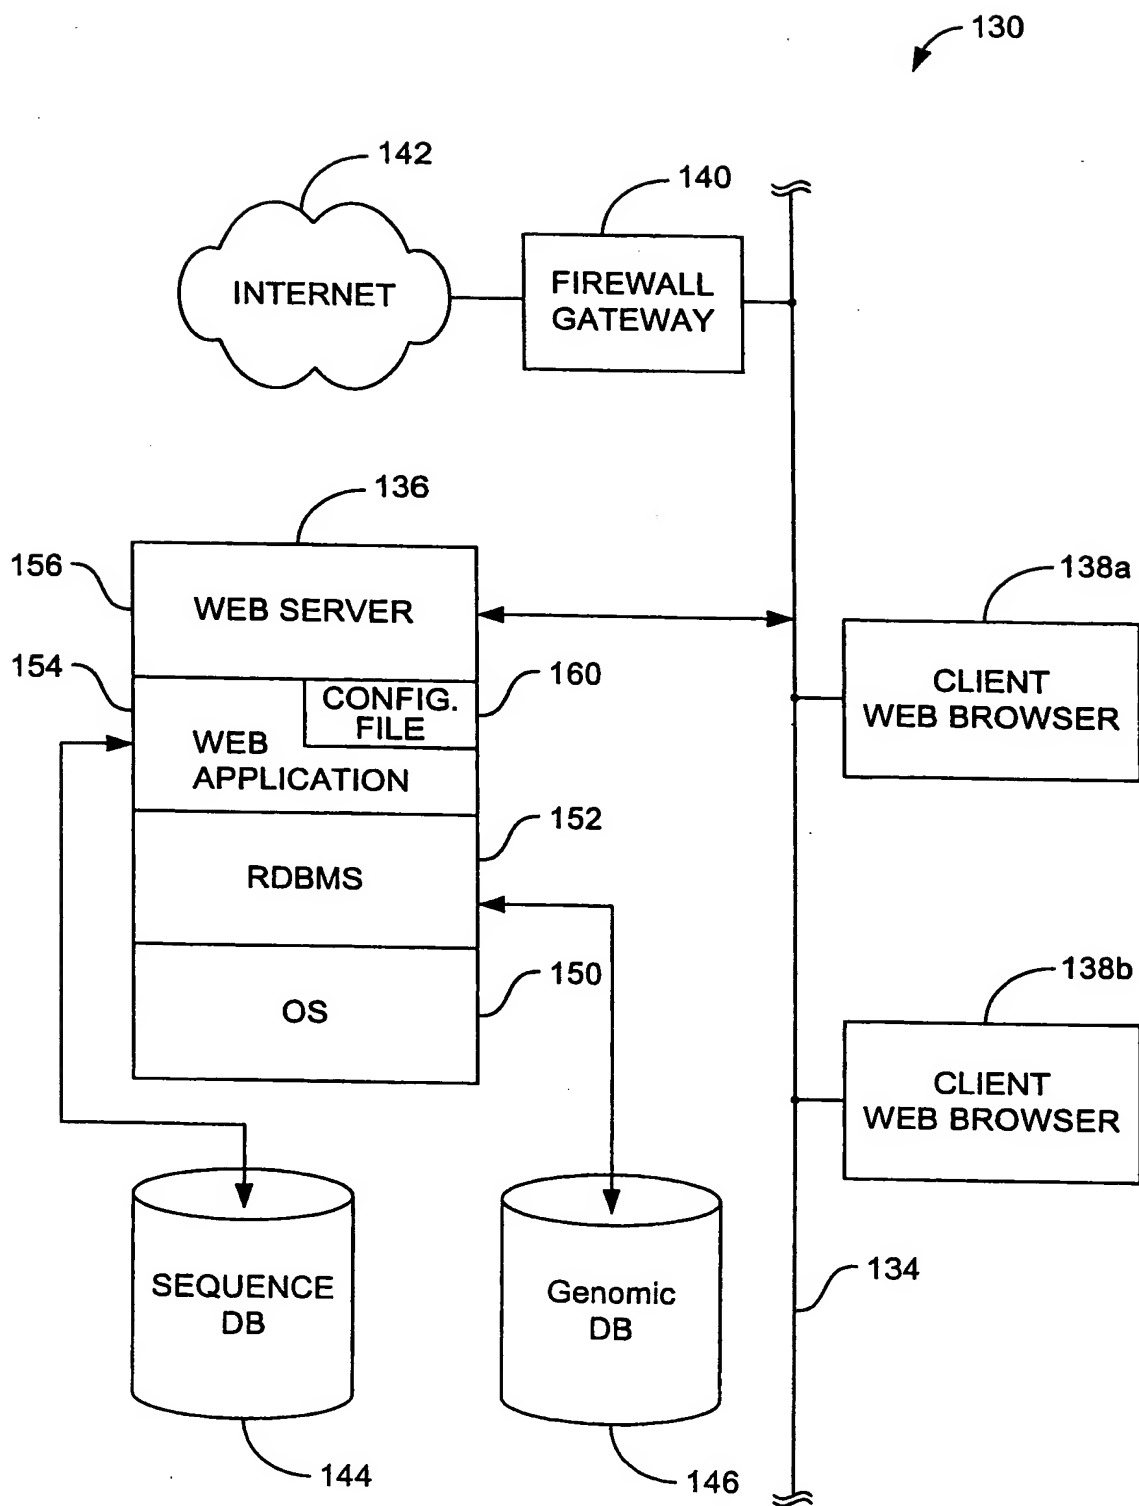 130
142
140
INTERNET
FIREWALL
GATEWAY
136
156
WEB SERVER
138a
154
CONFIG.
FILE
160
CLIENT
WEB BROWSER
WEB
APPLICATION
152
RDBMS
150
138b
OS
CLIENT
WEB BROWSER
134
SEQUENCE
DB
Genomic
DB
144
146